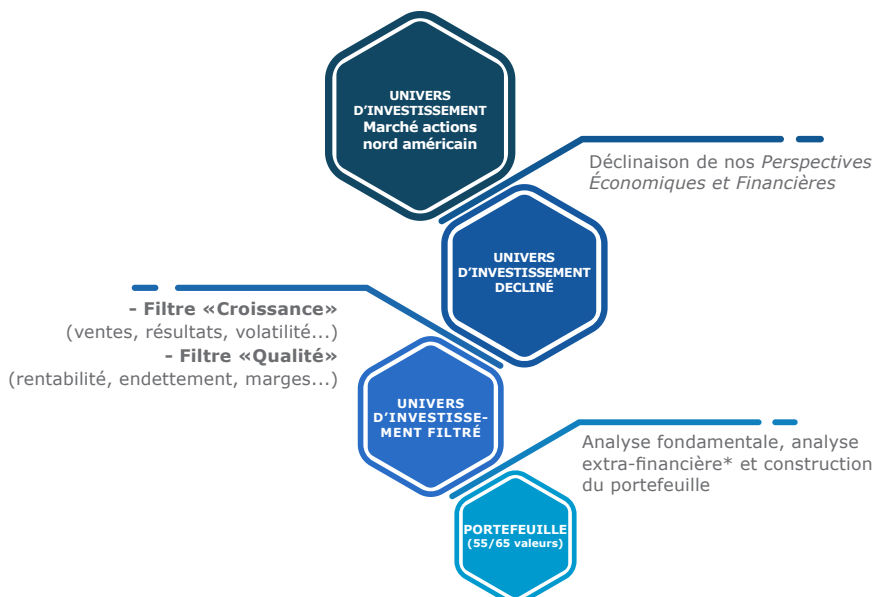 UNIVERS
D'INVESTISSEMENT
Marché actions
nord américain
Déclinaison de nos Perspectives
Économiques et Financières
UNIVERS
D'INVESTISSEMENT
DECLINÉ
- Filtre «Croissance»
(ventes, résultats, volatilité...)
- Filtre «Qualité»
(rentabilité, endettement, marges...)
UNIVERS
D'INVESTISSE-
MENT FILTRÉ
Analyse fondamentale, analyse
extra-financière* et construction
du portefeuille
PORTEFEUILLE
(55/65 valeurs)